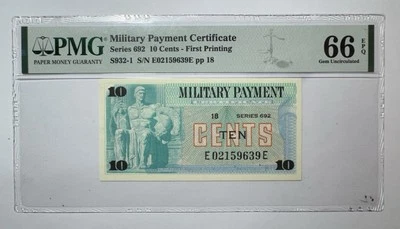 PMG
PAPER MONEY GUARANTY
Military Payment Certificate
Series 692 10 Cents - First Printing
S932-1 S/N E02159639E pp 18
66 EPQ
Gem Uncirculated
10 MILITARY PAYMENT
18 SERIES 692
CENTS
TEN
E02159639E
10 10